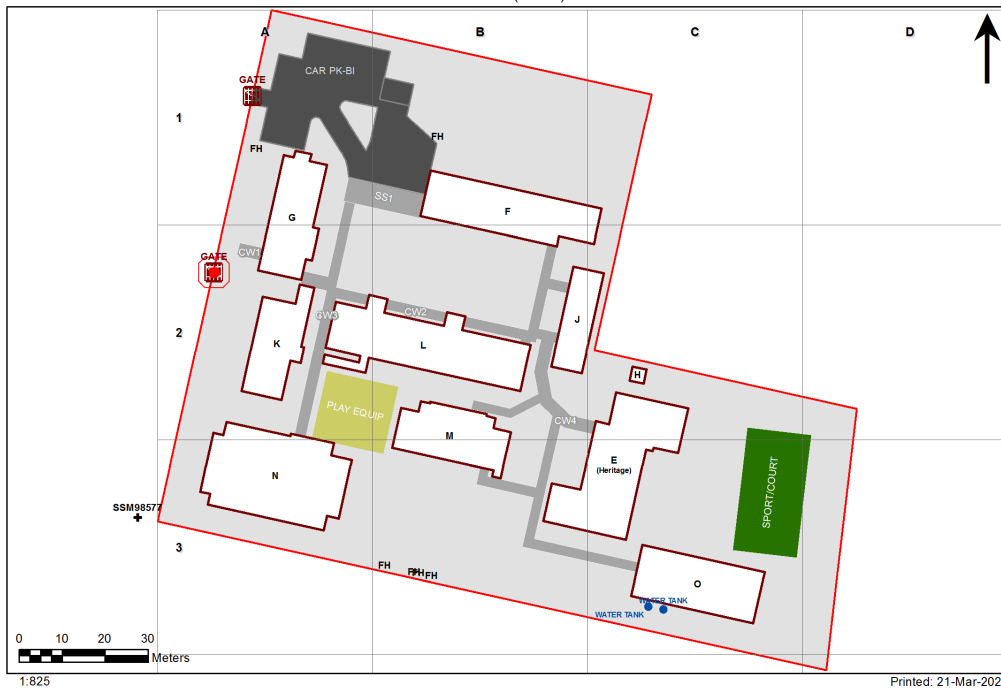 A
B
C
D
CAR PK-BI
GATE
1
FH
FH
SS1
G
F
CW1
GATE
J
CW3
CW2
2
K
L
H
PLAY EQUIP
CW4
M
E
(Heritage)
N
SPORT/COURT
SSM98577
3
FH
FH
FH
FH
O
WATER TANK
WATER TANK
0 10 20 30
Meters
1:825
Printed: 21-Mar-202